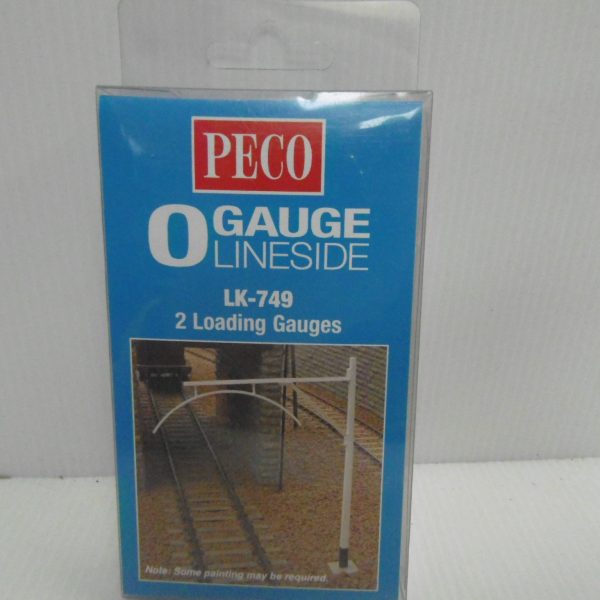 PECO
O GAUGE
LINESIDE
LK-749
2 Loading Gauges
Note: Some painting may be required.